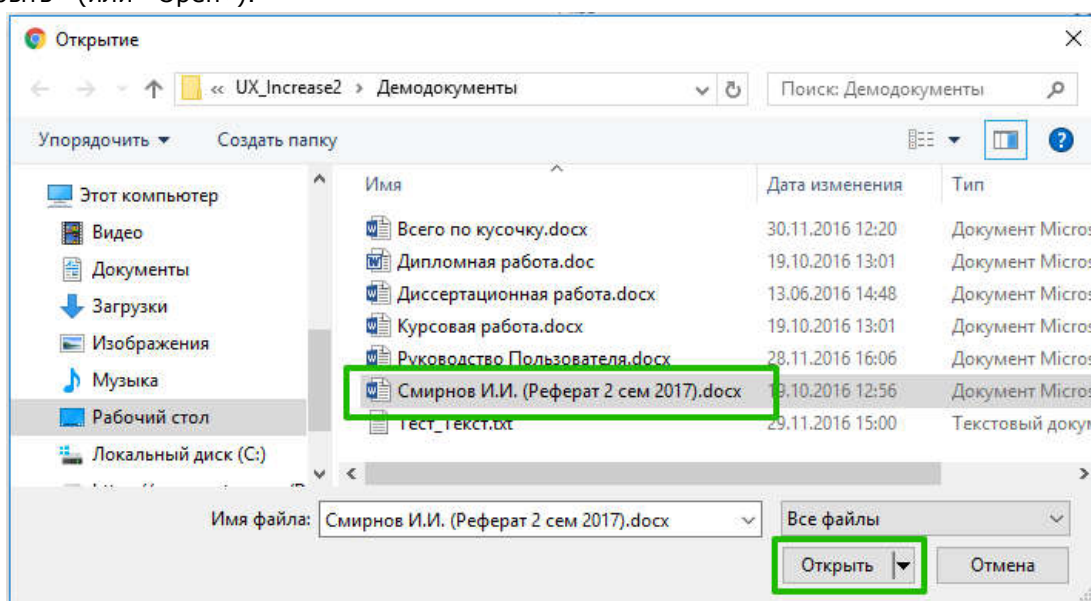 (или "Open").
Открытие
« UX_Increase2 › Демодокументы
Поиск: Демодокументы
Упорядочить
Создать папку
Имя Дата изменения Тип
Этот компьютер
Видео
Документы
Загрузки
Изображения
Музыка
Рабочий стол
Локальный диск (C:)
Всего по кусочку.docx 30.11.2016 12:20 Документ Micros
Дипломная работа.doc 19.10.2016 13:01 Документ Micros
Диссертационная работа.docx 13.06.2016 14:48 Документ Micros
Курсовая работа.docx 19.10.2016 13:01 Документ Micros
Руководство Пользователя.docx 28.11.2016 16:06 Документ Micros
Смирнов И.И. (Реферат 2 сем 2017).docx 19.10.2016 12:56 Документ Micros
Тест_Текст.txt 29.11.2016 15:00 Текстовый докум
Имя файла: Смирнов И.И. (Реферат 2 сем 2017).docx Все файлы
Открыть Отмена